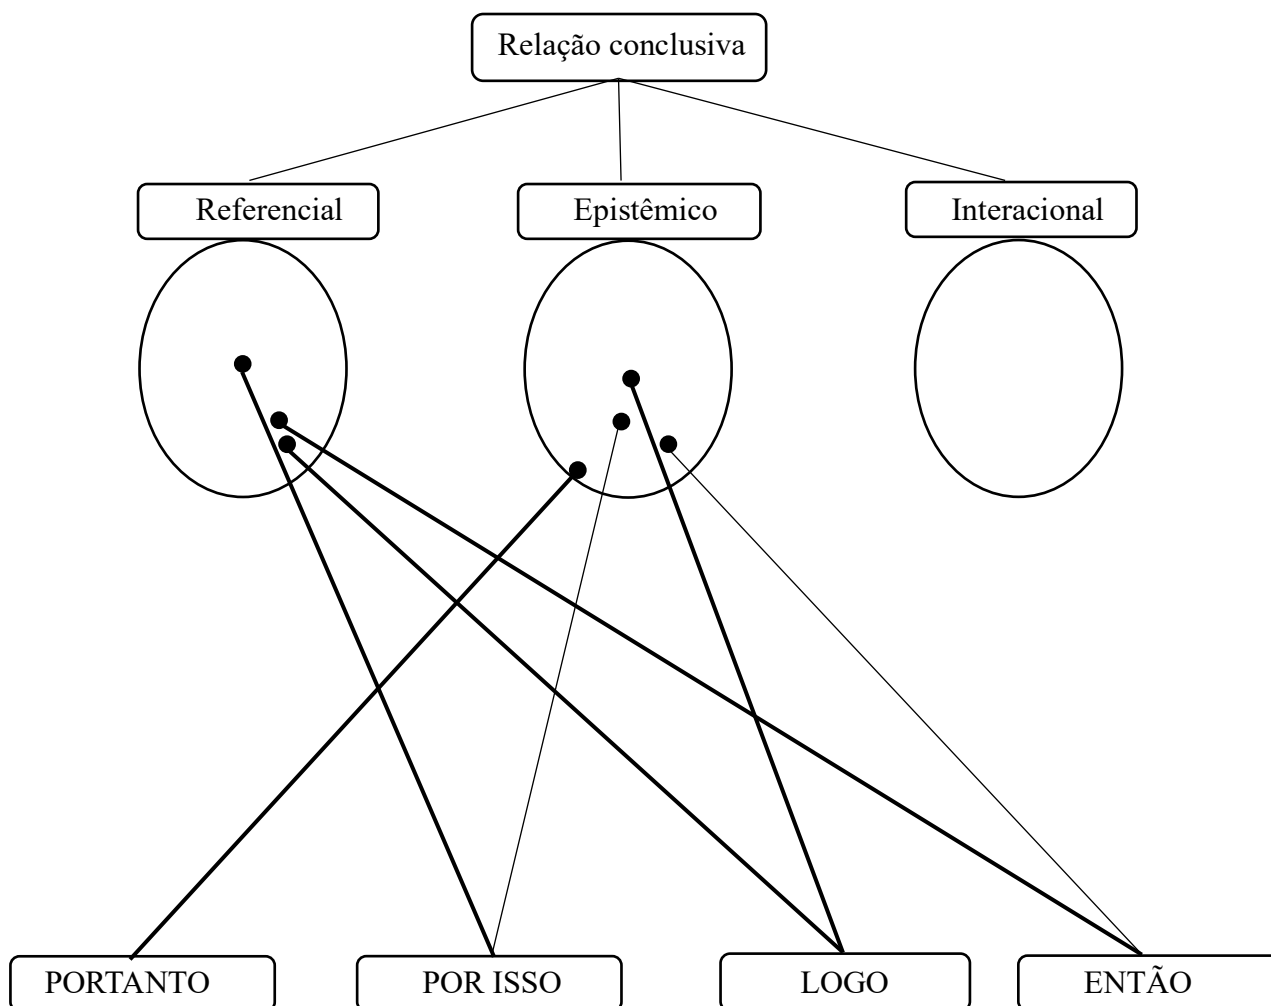 Relação conclusiva
Referencial
Epistêmico
Interacional
PORTANTO
POR ISSO
LOGO
ENTÃO